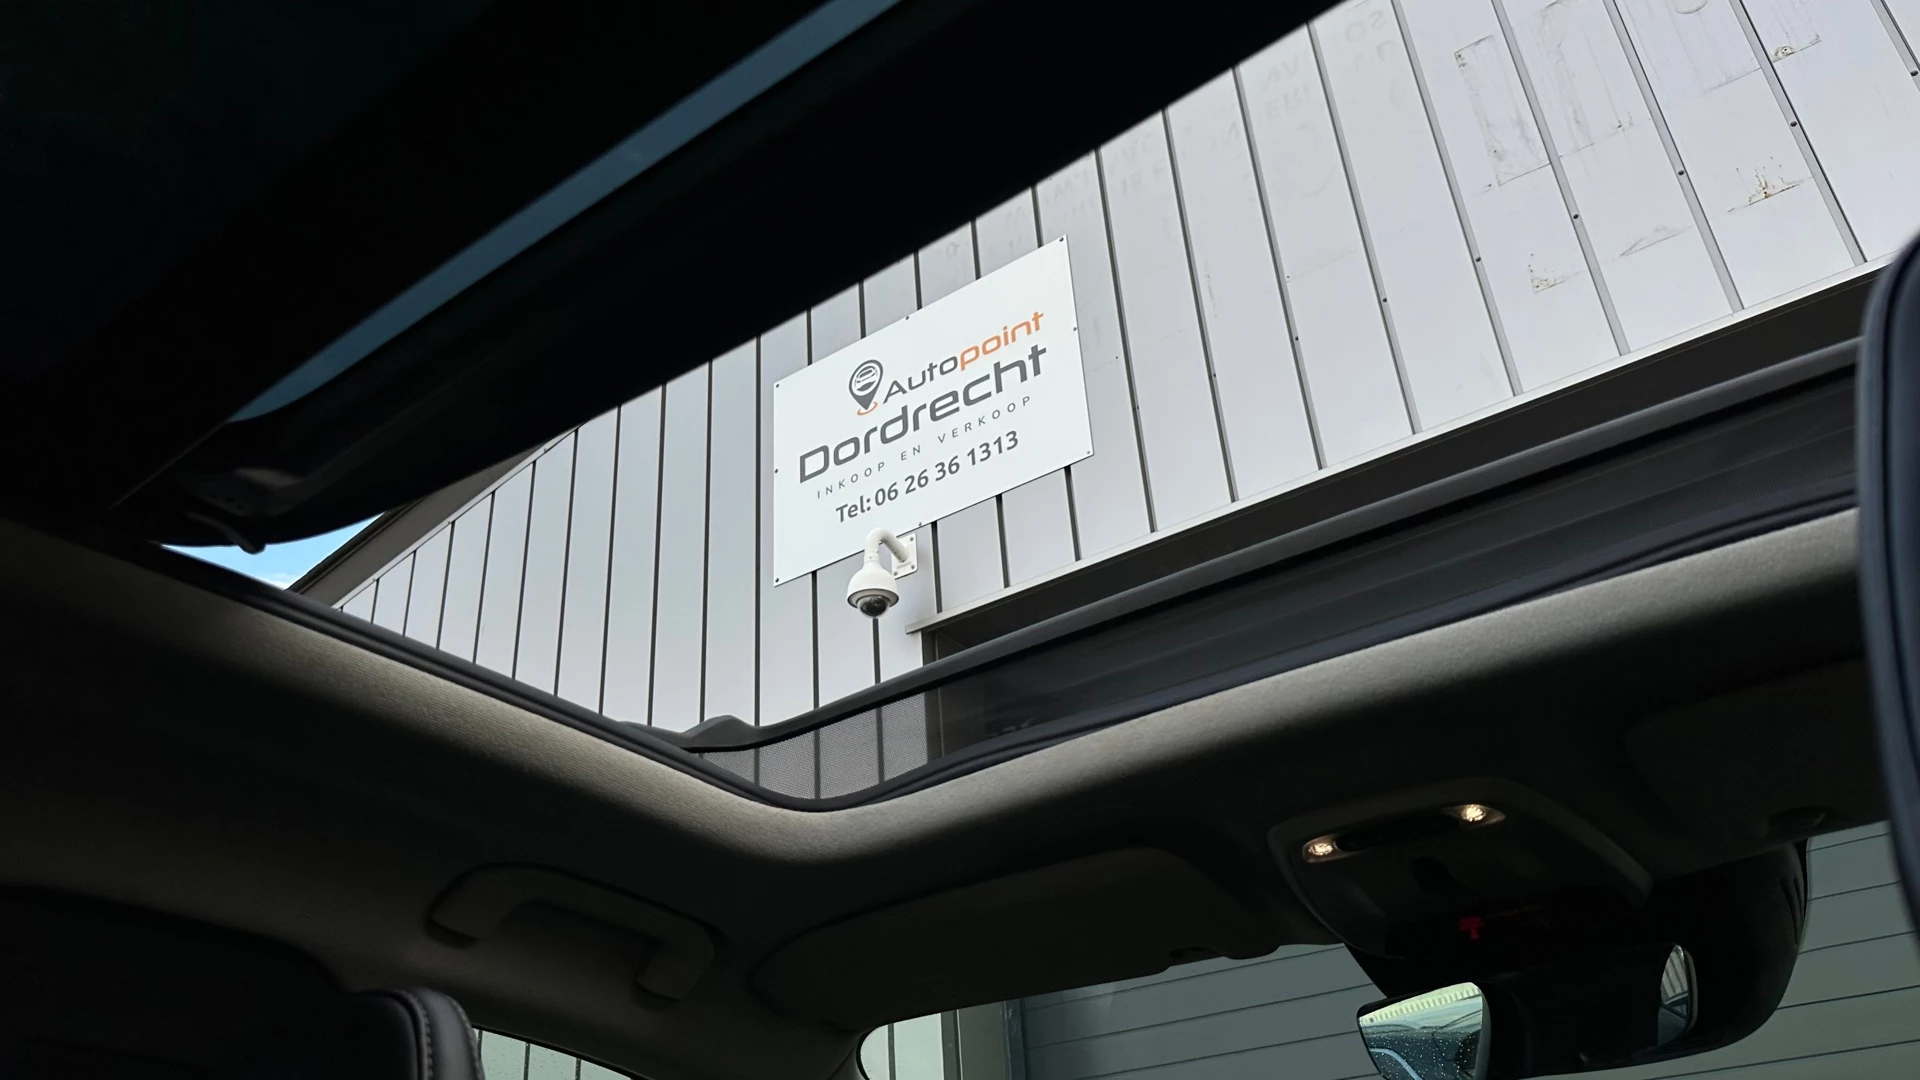 Autopoint
Dordrecht
INKOOP EN VERKOOP
Tel: 06 26 36 1313